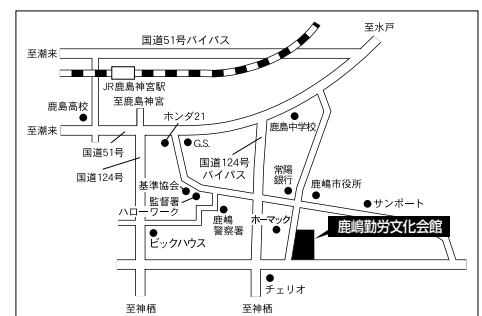 至水戸
国道51号バイパス
至潮来
JR鹿島神宮駅
至鹿島神宮
鹿島高校
ホンダ21
鹿島中学校
至潮来
G.S.
国道51号
国道124号
バイパス
国道124号
常陽
銀行
基準協会
監督署
ハローワーク
鹿嶋市役所
サンポート
鹿嶋
警察署
ホーマック
鹿嶋勤労文化会館
ビックハウス
チェリオ
至神栖
至神栖